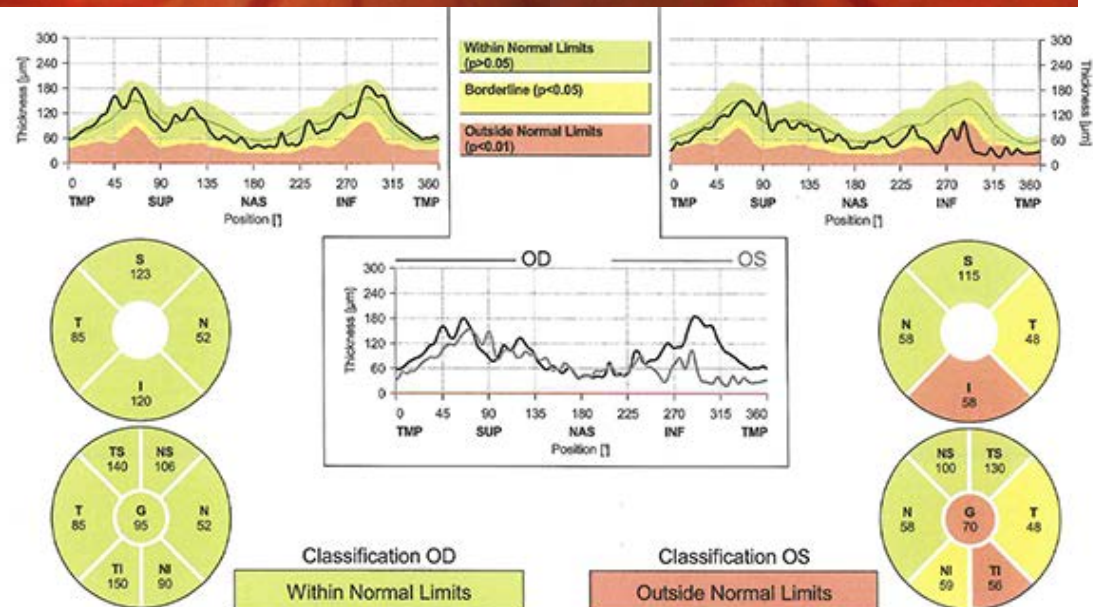 300
240
180
120
60
0
Thickness [µm]
0 45 90 135 180 225 270 315 360
TMP SUP NAS INF TMP
Position [°]
Within Normal Limits
(p>0.05)
Borderline (p<0.05)
Outside Normal Limits
(p<0.01)
300
240
180
120
60
0
Thickness [µm]
0 45 90 135 180 225 270 315 360
TMP SUP NAS INF TMP
Position [°]
OD OS
300
240
180
120
60
0
Thickness [µm]
0 45 90 135 180 225 270 315 360
TMP SUP NAS INF TMP
Position [°]
S
123
T
85
N
52
I
120
S
115
N
58
T
48
I
58
TS
140
NS
106
T
85
G
95
N
52
TI
150
NI
90
NS
100
TS
130
N
58
G
70
T
48
NI
59
TI
56
Classification OD
Within Normal Limits
Classification OS
Outside Normal Limits